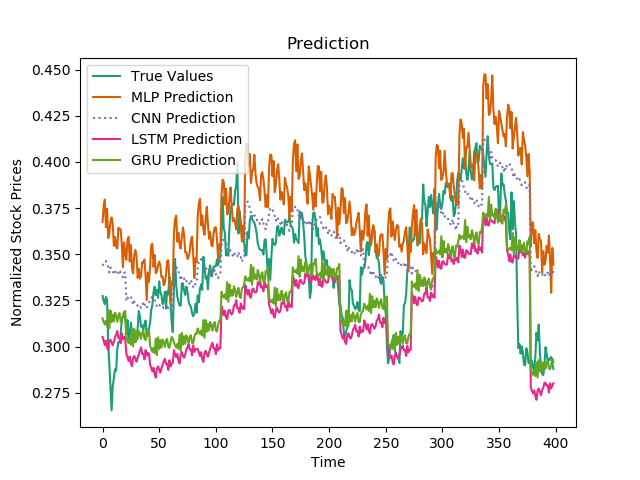 Prediction
True Values
MLP Prediction
CNN Prediction
LSTM Prediction
GRU Prediction
0.450
0.425
0.400
0.375
0.350
0.325
0.300
0.275
Normalized Stock Prices
0 50 100 150 200 250 300 350 400
Time